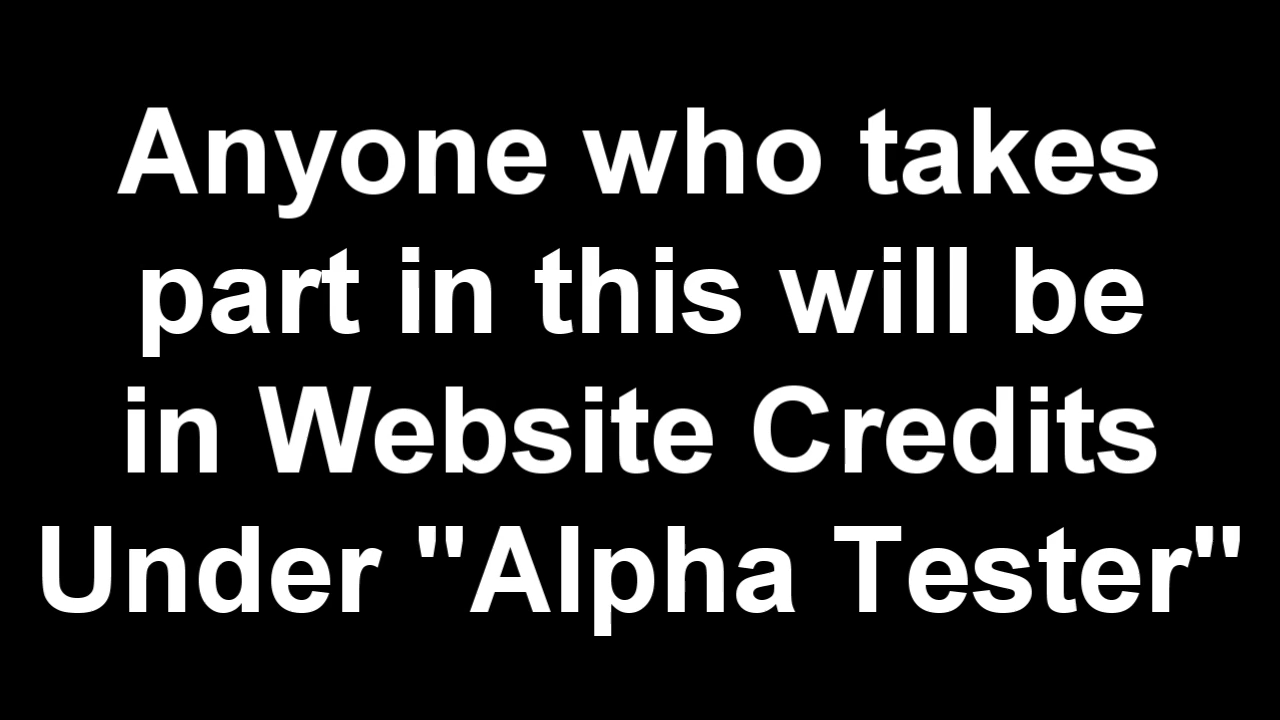 Anyone who takes
part in this will be
in Website Credits
Under "Alpha Tester"